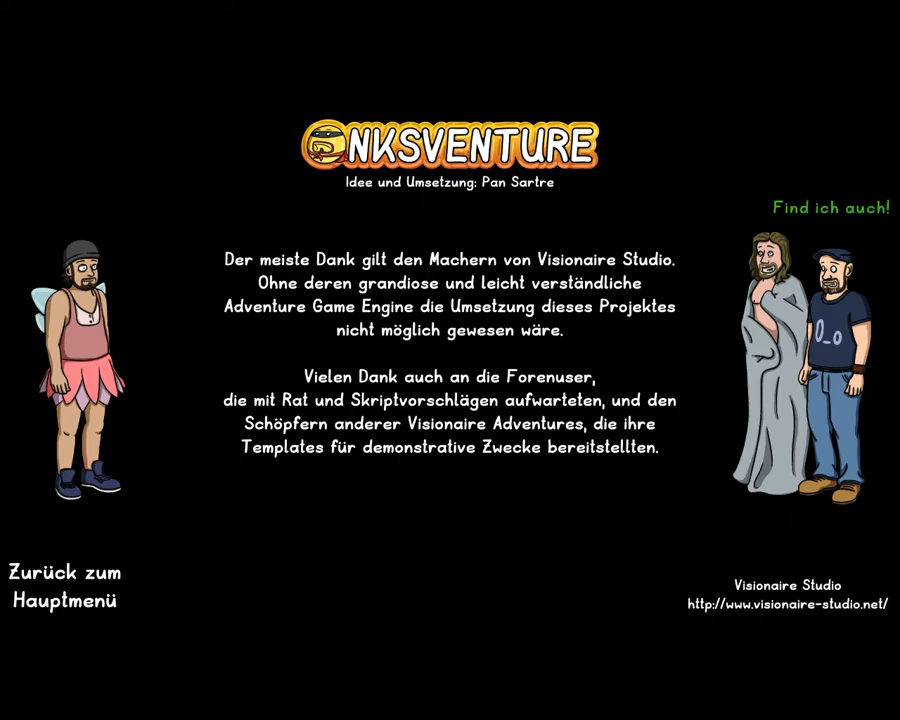 ONKSVENTURE
Idee und Umsetzung: Pan Sartre
Find ich auch!
Der meiste Dank gilt den Machern von Visionaire Studio.
Ohne deren grandiose und leicht verständliche
Adventure Game Engine die Umsetzung dieses Projektes
nicht möglich gewesen wäre.
Vielen Dank auch an die Forenuser,
die mit Rat und Skriptvorschlägen aufwarteten, und den
Schöpfern anderer Visionaire Adventures, die ihre
Templates für demonstrative Zwecke bereitstellten.
O_o
Zurück zum
Hauptmenü
Visionaire Studio
http://www.visionaire-studio.net/